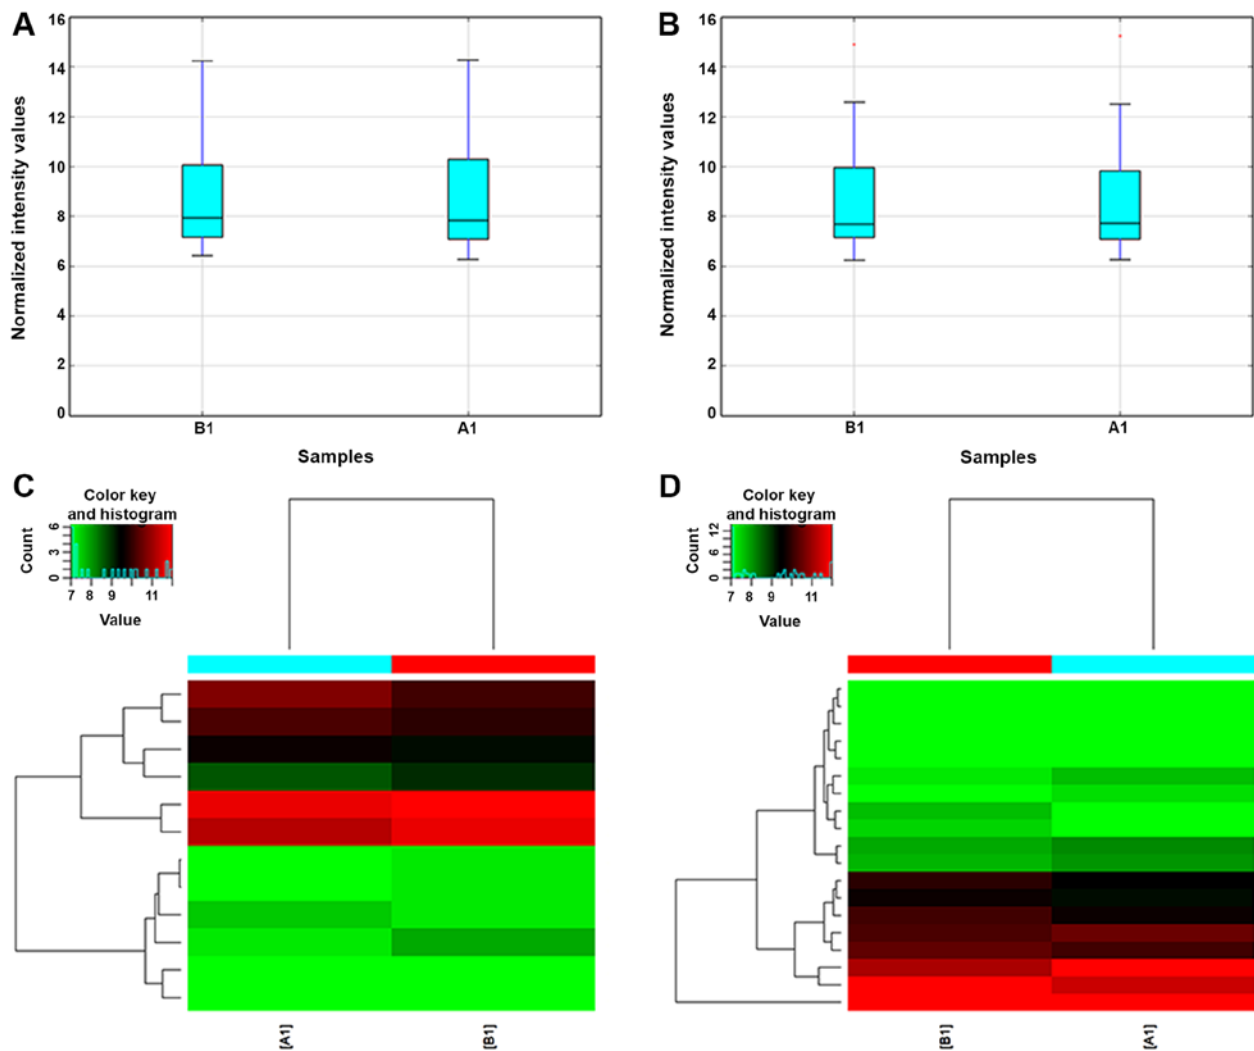 A
Normalized intensity values
16
14
12
10
8
6
4
2
0
B1 A1
Samples
B
Normalized intensity values
16
14
12
10
8
6
4
2
0
B1 A1
Samples
C
Color key
and histogram
Count
6
3
0
7 8 9 11
Value
[A1] [B1]
D
Color key
and histogram
Count
12
6
0
7 8 9 11
Value
[B1] [A1]